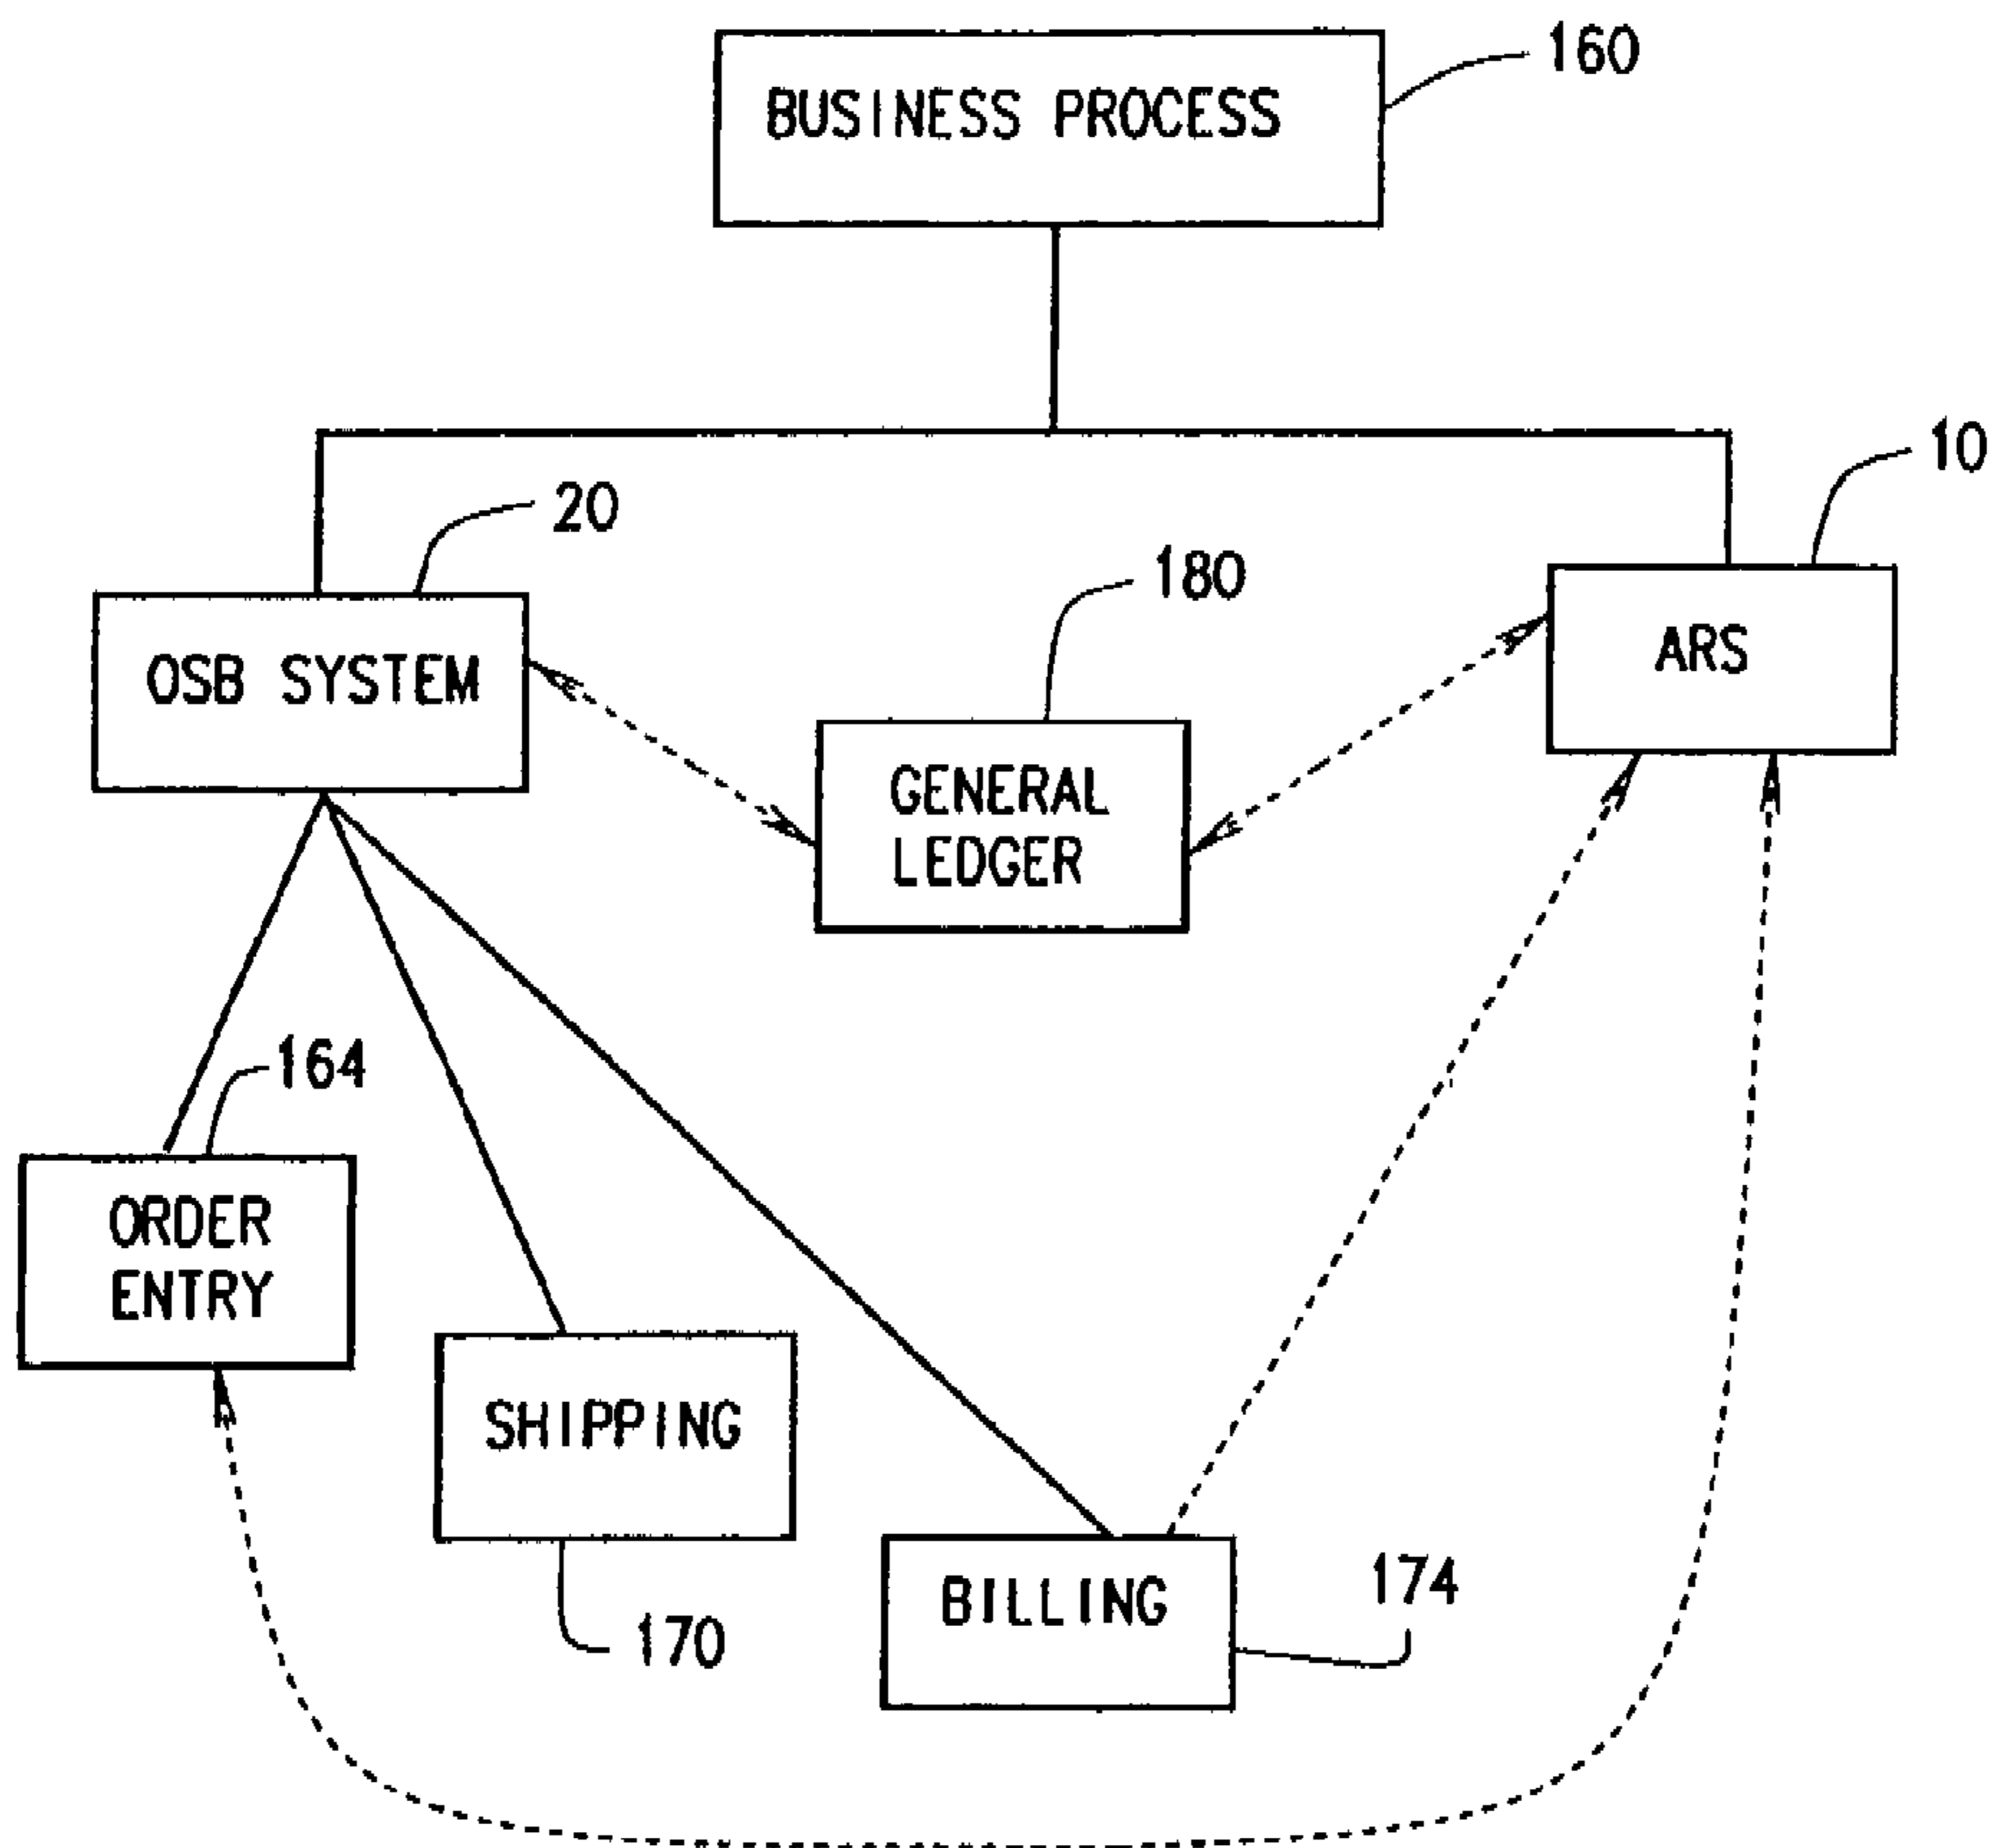 160
BUSINESS PROCESS
10
20
180
OSB SYSTEM
ARS
GENERAL
LEDGER
164
ORDER
ENTRY
SHIPPING
BILLING
174
170